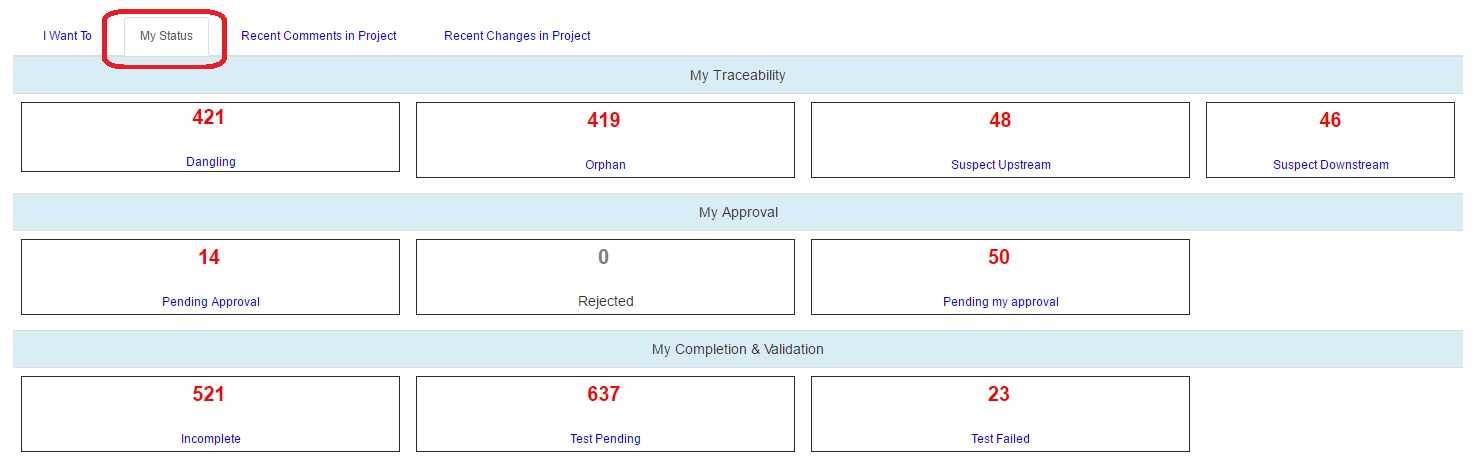 I Want To My Status Recent Comments in Project Recent Changes in Project
My Traceability
421 419 48 46
Dangling Orphan Suspect Upstream Suspect Downstream
My Approval
14 0 50
Pending Approval Rejected Pending my approval
My Completion & Validation
521 637 23
Incomplete Test Pending Test Failed